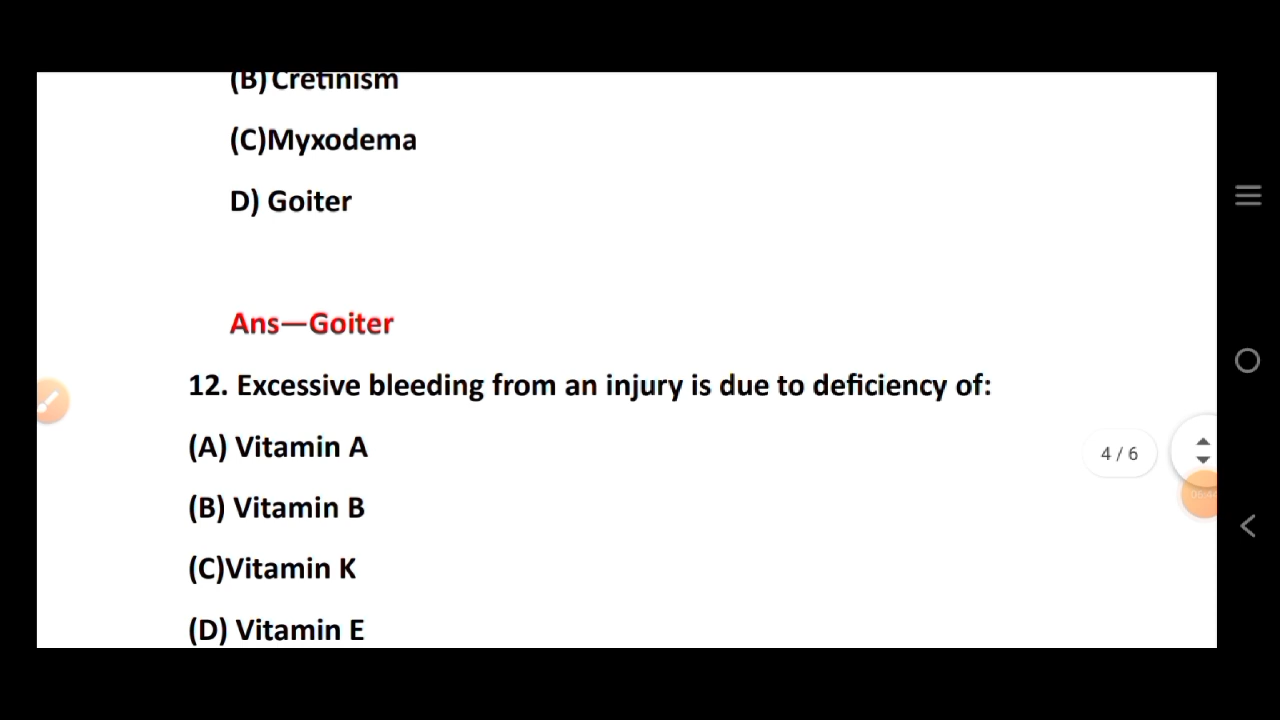 (B) Cretinism
(C)Myxodema
D) Goiter
Ans—Goiter
12. Excessive bleeding from an injury is due to deficiency of:
(A) Vitamin A
(B) Vitamin B
4 / 6
(C)Vitamin K
(D) Vitamin E